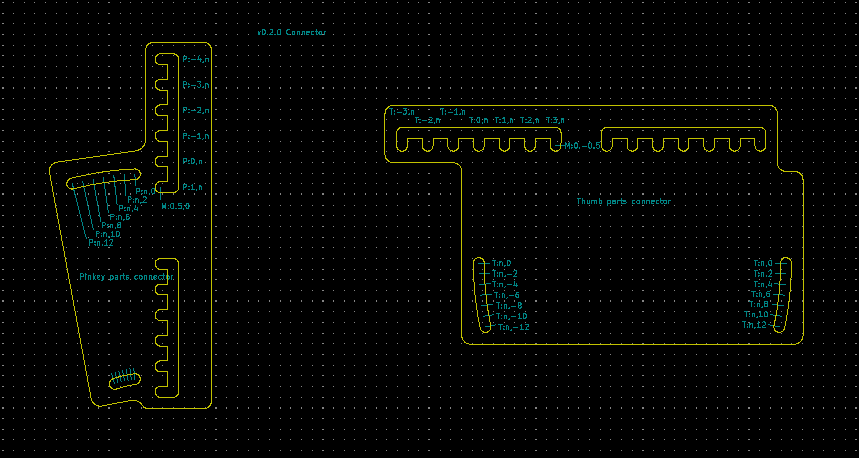 v0.2.0 Connector
P:-4,n
P:-3,n
P:-2,n
P:-1,n
P:0,n
P:1,n
M:0.5,0
P:n,0
P:n,2
P:n,4
P:n,6
P:n,8
P:n,10
P:n,12
Pinkey parts connector
T:-3,n T:-1,n
T:-2,n T:0,n T:1,n T:2,n T:3,n
M:0,-0.5
Thumb parts connector
T:n,0
T:n,-2
T:n,-4
T:n,-6
T:n,-8
T:n,-10
T:n,-12
T:n,0
T:n,2
T:n,4
T:n,6
T:n,8
T:n,10
T:n,12